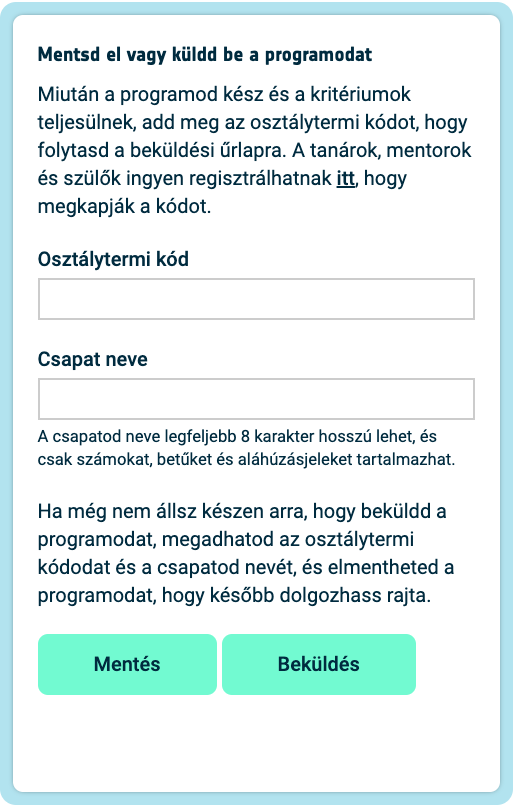 Mentsd el vagy küldd be a programodat
Miután a programod kész és a kritériumok
teljesülnek, add meg az osztálytermi kódot, hogy
folytasd a beküldési űrlapra. A tanárok, mentorok
és szülők ingyen regisztrálhatnak itt, hogy
megkapják a kódot.
Osztálytermi kód
Csapat neve
A csapatod neve legfeljebb 8 karakter hosszú lehet, és
csak számokat, betűket és aláhúzásjeleket tartalmazhat.
Ha még nem állsz készen arra, hogy beküldd a
programodat, megadhatod az osztálytermi
kódodat és a csapatod nevét, és elmentheted a
programodat, hogy később dolgozhass rajta.
Mentés Beküldés